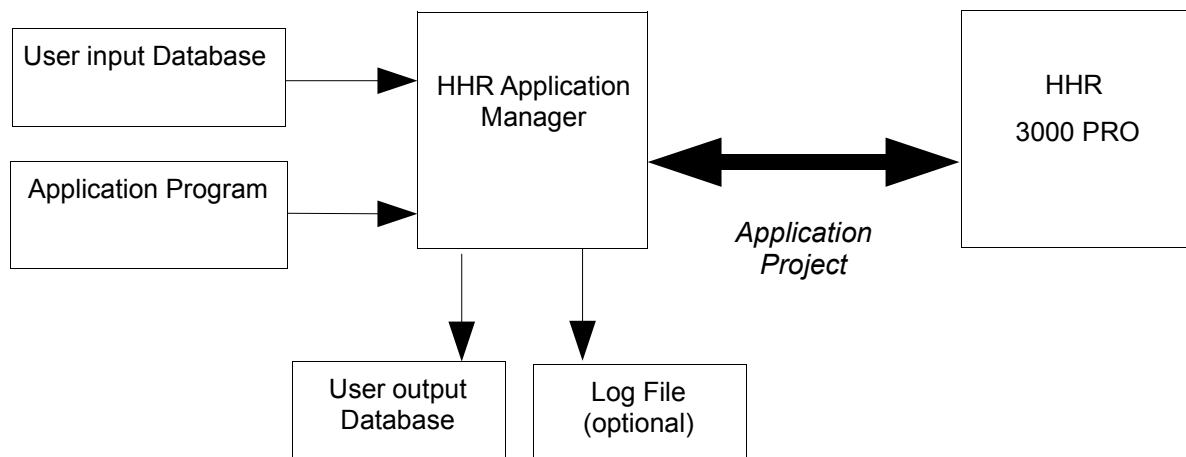 User input Database
HHR Application
Manager
HHR
3000 PRO
Application Program
Application
Project
User output
Database
Log File
(optional)